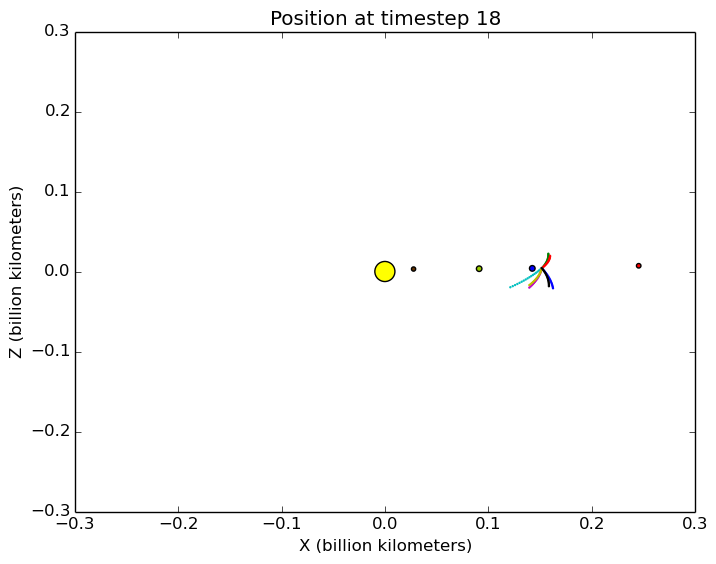 Position at timestep 18
0.3
0.2
0.1
0.0
−0.1
−0.2
−0.3
Z (billion kilometers)
−0.3 −0.2 −0.1 0.0 0.1 0.2 0.3
X (billion kilometers)